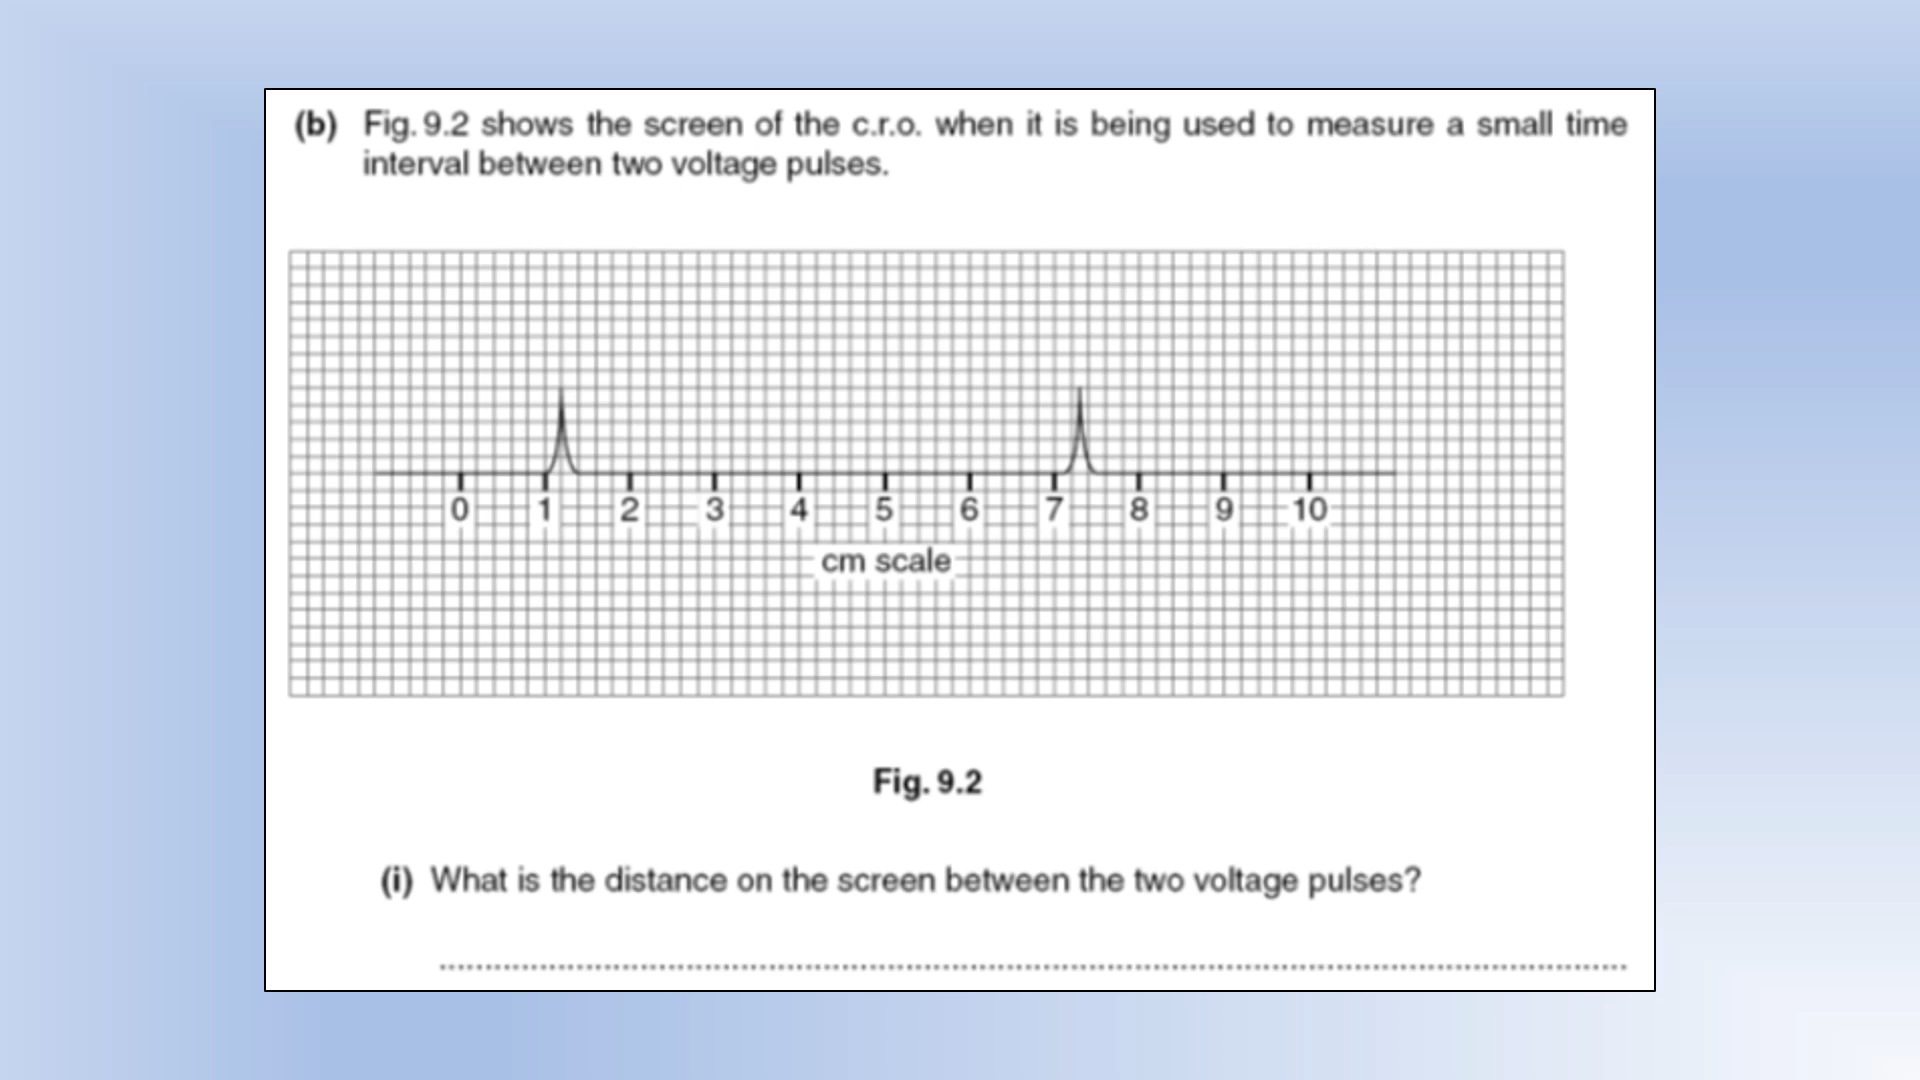 (b) Fig. 9.2 shows the screen of the c.r.o. when it is being used to measure a small time
interval between two voltage pulses.
0 1 2 3 4 5 6 7 8 9 10
cm scale
Fig. 9.2
(i) What is the distance on the screen between the two voltage pulses?